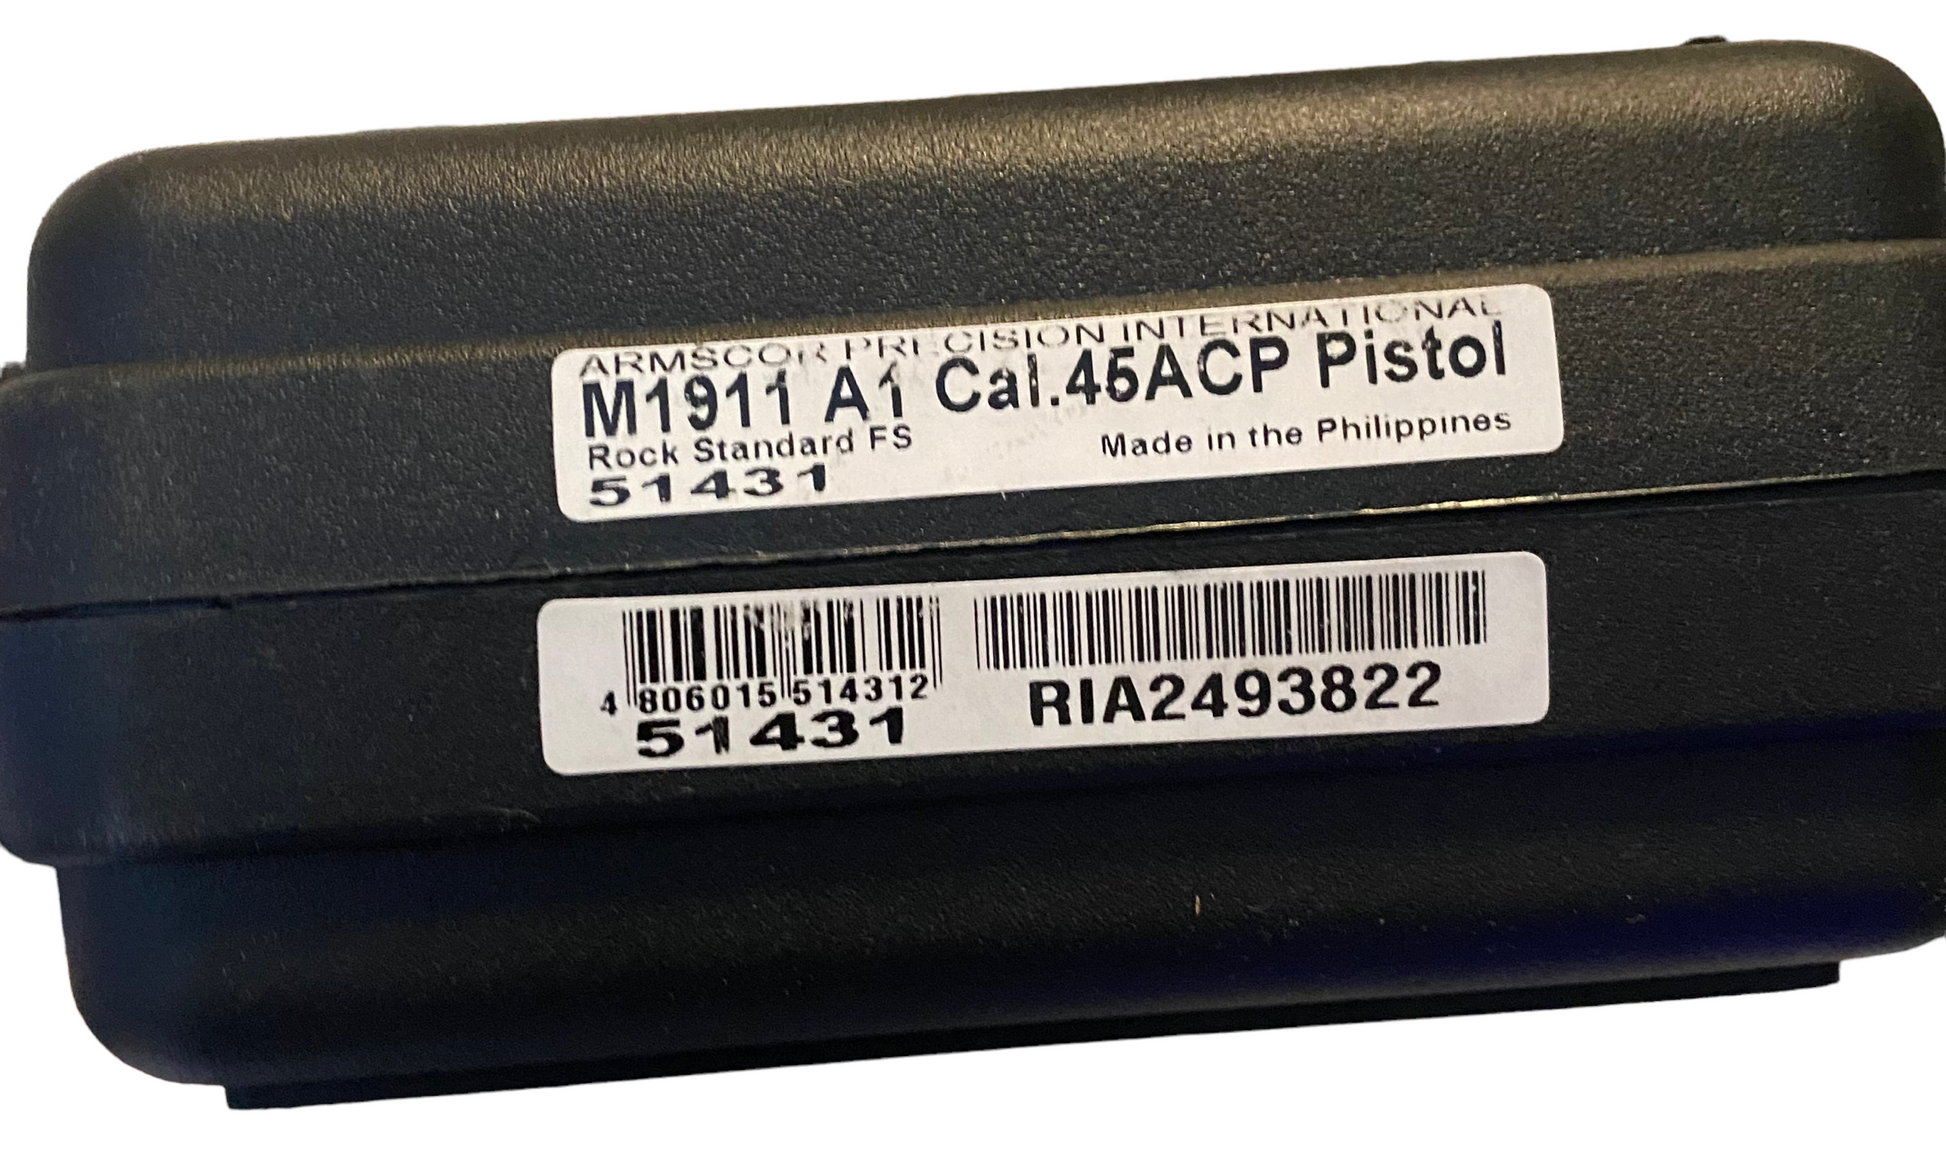 ARMSCOR PRECISION INTERNATIONAL
M1911 A1 Cal.45ACP Pistol
Rock Standard FS Made in the Philippines
51431
4 806015 514312
51431
RIA2493822